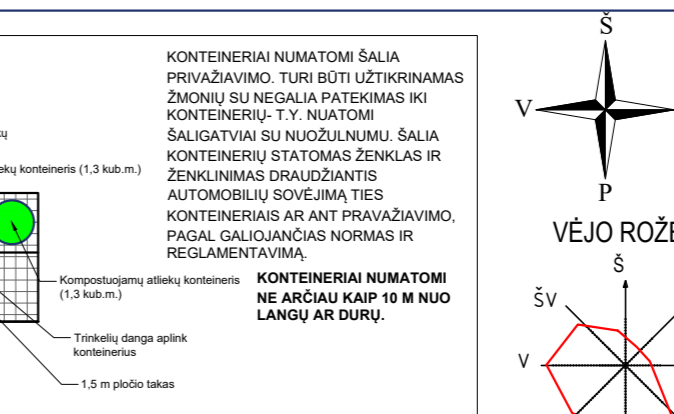 KONTEINERIAI NUMATOMI ŠALIA
PRIVAŽIAVIMO. TURI BŪTI UŽTIKRINAMAS
ŽMONIŲ SU NEGALIA PATEKIMAS IKI
KONTEINERIŲ- T.Y. NUATOMI
ŠALIGATVIAI SU NUOŽULNUMU. ŠALIA
KONTEINERIŲ STATOMAS ŽENKLAS IR
ŽENKLINIMAS DRAUDŽIANTIS
AUTOMOBILIŲ SOVĖJIMĄ TIES
KONTEINERIAIS AR ANT PRAVAŽIAVIMO,
PAGAL GALIOJANČIAS NORMAS IR
REGLAMENTAVIMĄ.
KONTEINERIAI NUMATOMI
NE ARČIAU KAIP 10 M NUO
LANGŲ AR DURŲ.
konteineris (1,3 kub.m.)
Kompostuojamų atliekų konteineris
(1,3 kub.m.)
Trinkelių danga aplink
konteinerius
1,5 m pločio takas
Š
V
P
VĖJO ROŽĖ
Š
ŠV
V